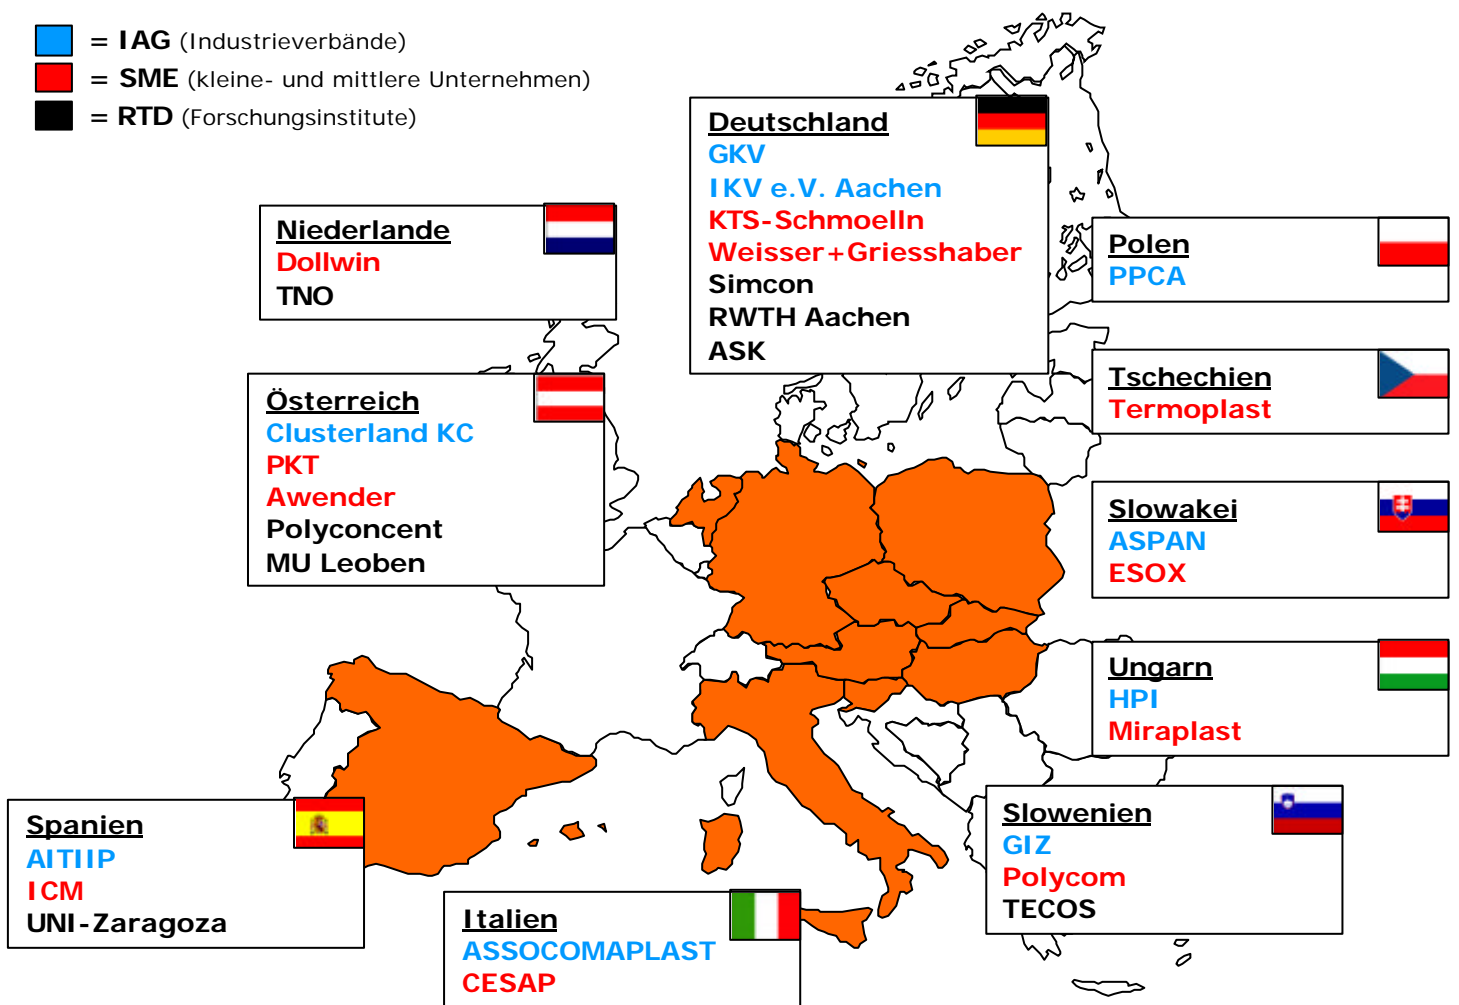 = IAG (Industrieverbände)
= SME (kleine- und mittlere Unternehmen)
= RTD (Forschungsinstitute)
Deutschland
GKV
IKV e.V. Aachen
KTS-Schmoelln
Weisser+Griesshaber
Simcon
RWTH Aachen
ASK
Niederlande
Dollwin
TNO
Polen
PPCA
Tschechien
Termoplast
Österreich
Clusterland KC
PKT
Awender
Polyconcent
MU Leoben
Slowakei
ASPAN
ESOX
Ungarn
HPI
Miraplast
Spanien
AITIIP
ICM
UNI-Zaragoza
Slowenien
GIZ
Polycom
TECOS
Italien
ASSOCOMAPLAST
CESAP